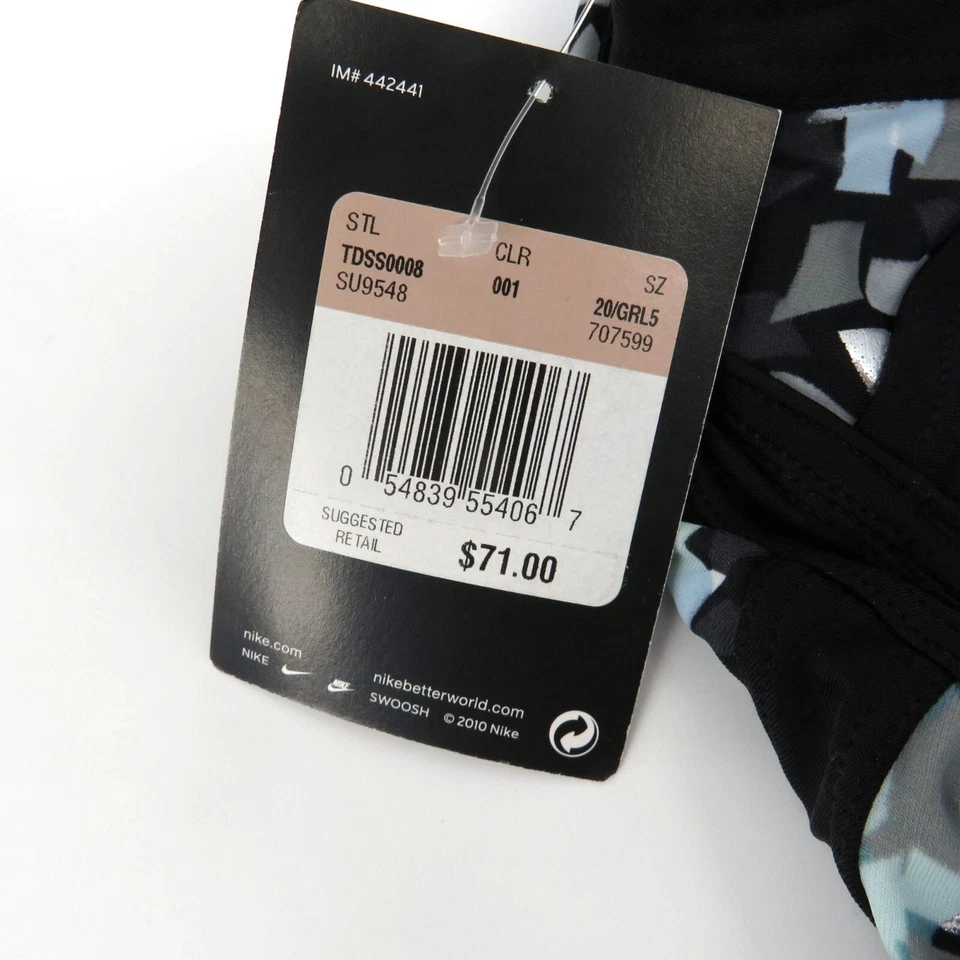 IM# 442441
STL
CLR
SZ
TDSS0008
001
20/GRL5
SU9548
707599
0 54839 55406 7
SUGGESTED
RETAIL
$71.00
nike.com
NIKE
NIKE
nikebetterworld.com
SWOOSH © 2010 Nike